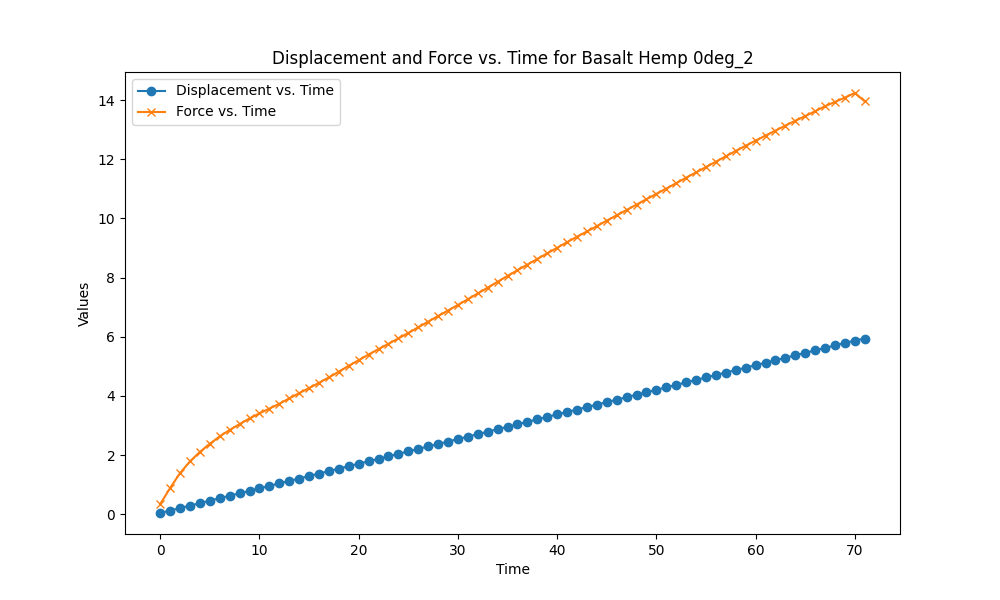 Displacement and Force vs. Time for Basalt Hemp 0deg_2
Displacement vs. Time
Force vs. Time
Values
14
12
10
8
6
4
2
0
0 10 20 30 40 50 60 70
Time